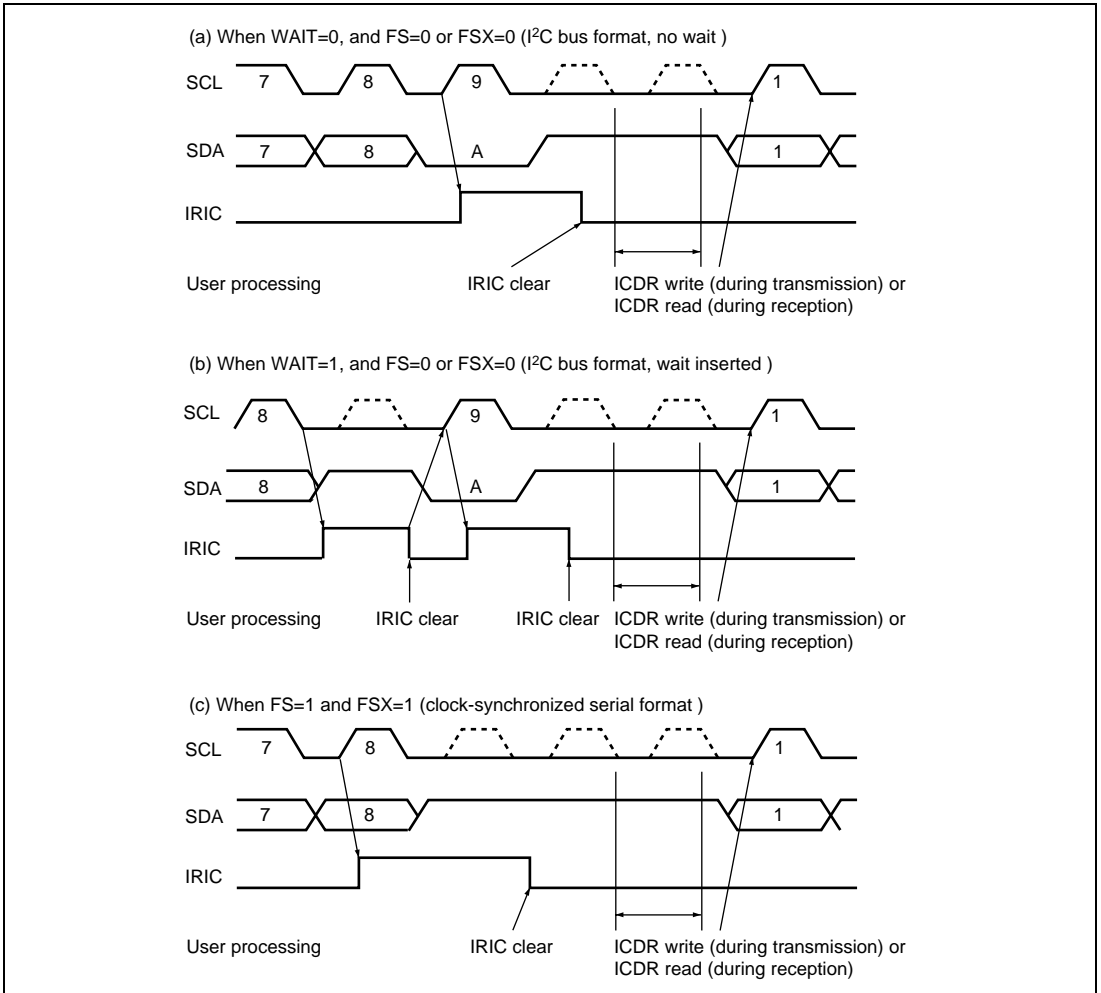 (a) When WAIT=0, and FS=0 or FSX=0 (I²C bus format, no wait )
SCL 7 8 9 1
SDA 7 8 A 1
IRIC
User processing IRIC clear ICDR write (during transmission) or
ICDR read (during reception)
(b) When WAIT=1, and FS=0 or FSX=0 (I²C bus format, wait inserted )
SCL 8 9 1
SDA 8 A 1
IRIC
User processing IRIC clear IRIC clear ICDR write (during transmission) or
ICDR read (during reception)
(c) When FS=1 and FSX=1 (clock-synchronized serial format )
SCL 7 8 1
SDA 7 8 1
IRIC
User processing IRIC clear ICDR write (during transmission) or
ICDR read (during reception)